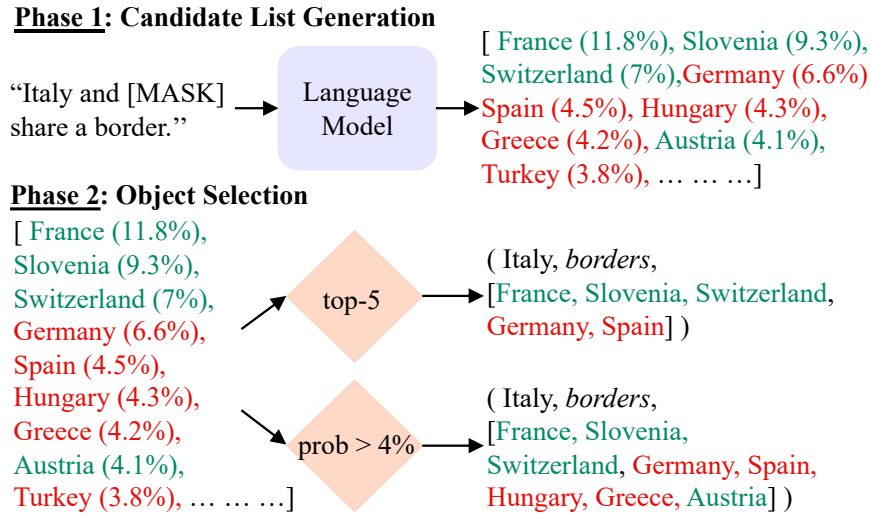 Phase 1: Candidate List Generation
“Italy and [MASK]
share a border.’’
Language
Model
[ France (11.8%), Slovenia (9.3%),
Switzerland (7%),Germany (6.6%)
Spain (4.5%), Hungary (4.3%),
Greece (4.2%), Austria (4.1%),
Turkey (3.8%), … … …]
Phase 2: Object Selection
[ France (11.8%),
Slovenia (9.3%),
Switzerland (7%),
Germany (6.6%),
Spain (4.5%),
Hungary (4.3%),
Greece (4.2%),
Austria (4.1%),
Turkey (3.8%), … … …]
top-5
( Italy, borders,
[France, Slovenia, Switzerland,
Germany, Spain] )
prob > 4%
( Italy, borders,
[France, Slovenia,
Switzerland, Germany, Spain,
Hungary, Greece, Austria] )